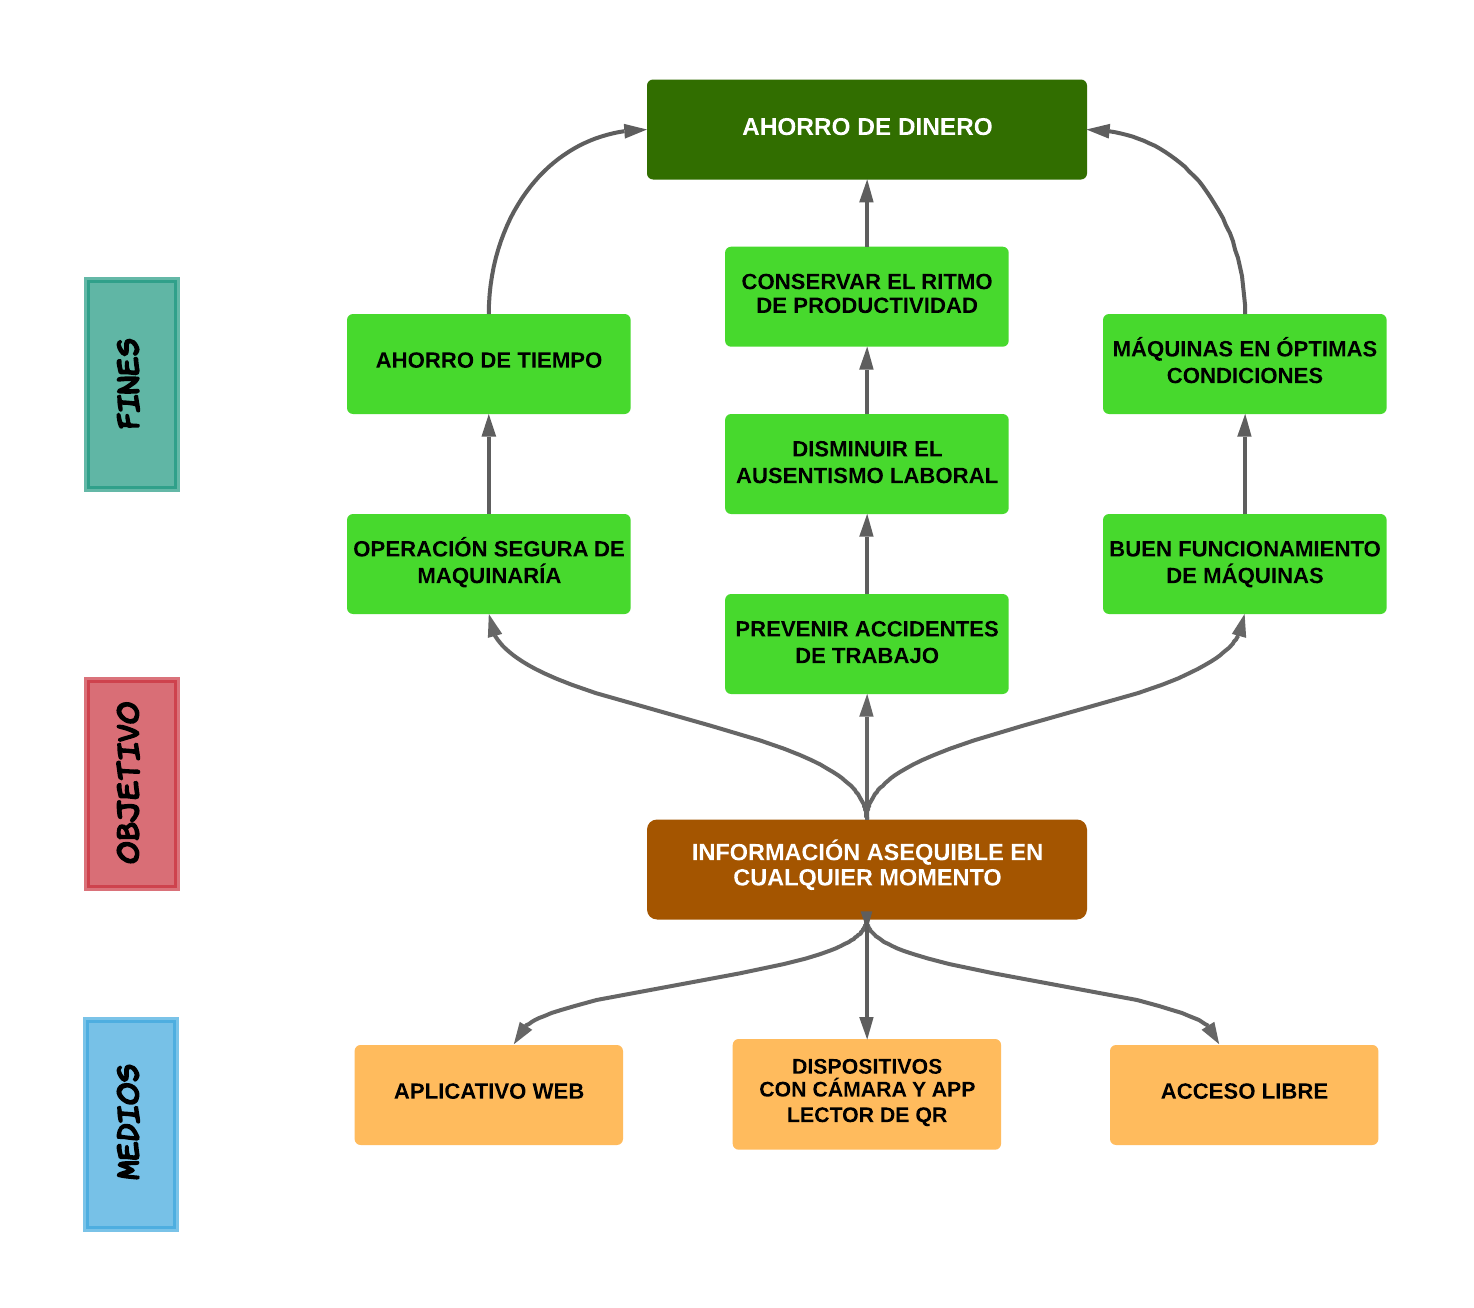 AHORRO DE DINERO
FINES
AHORRO DE TIEMPO
CONSERVAR EL RITMO
DE PRODUCTIVIDAD
MÁQUINAS EN ÓPTIMAS
CONDICIONES
DISMINUIR EL
AUSENTISMO LABORAL
OPERACIÓN SEGURA DE
MAQUINARÍA
PREVENIR ACCIDENTES
DE TRABAJO
BUEN FUNCIONAMIENTO
DE MÁQUINAS
OBJETIVO
INFORMACIÓN ASEQUIBLE EN
CUALQUIER MOMENTO
MEDIOS
APLICATIVO WEB
DISPOSITIVOS
CON CÁMARA Y APP
LECTOR DE QR
ACCESO LIBRE